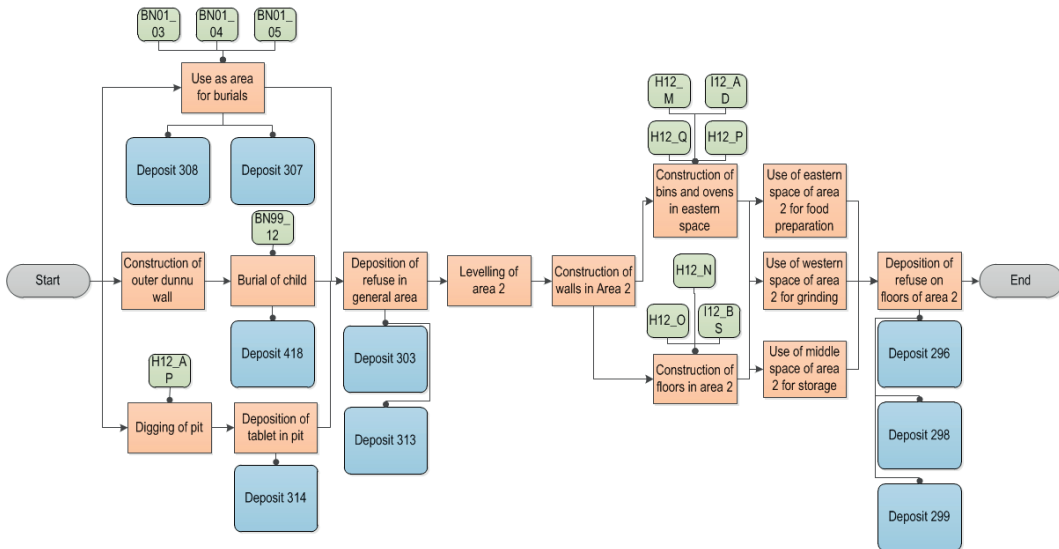 BN01_
03
BN01_
04
BN01_
05
Use as area
for burials
Deposit 308
Deposit 307
BN99_
12
Start
Construction of
outer dunnu
wall
Burial of child
Deposit 418
H12_A
P
Digging of pit
Deposition of
tablet in pit
Deposit 314
Deposition of
refuse in
general area
Deposit 303
Deposit 313
Levelling of
area 2
Construction of
walls in Area 2
H12_
M
I12_A
D
H12_Q
H12_P
Construction of
bins and ovens
in eastern
space
H12_N
H12_O
I12_B
S
Construction of
floors in area 2
Use of eastern
space of area
2 for food
preparation
Use of western
space of area
2 for grinding
Use of middle
space of area
2 for storage
Deposition of
refuse on
floors of area 2
Deposit 296
Deposit 298
Deposit 299
End